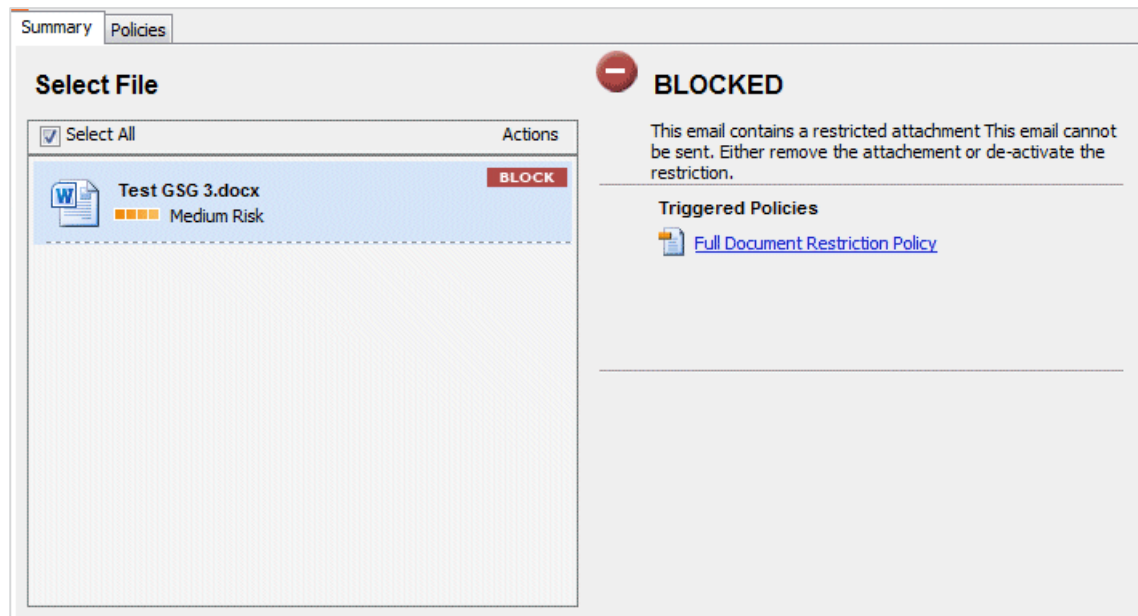 Summary
Policies
Select File
Select All
Actions
Test GSG 3.docx
BLOCK
Medium Risk
BLOCKED
This email contains a restricted attachment This email cannot
be sent. Either remove the attachement or de-activate the
restriction.
Triggered Policies
Full Document Restriction Policy